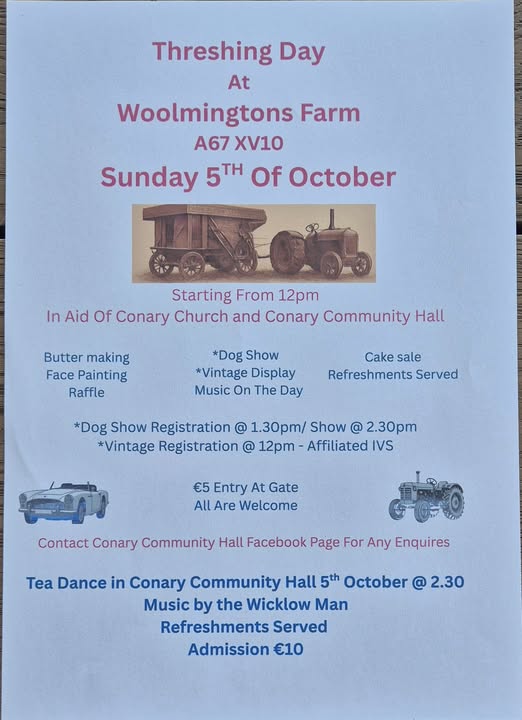 Threshing Day
At
Woolmingtons Farm
A67 XV10
Sunday 5TH Of October
Starting From 12pm
In Aid Of Conary Church and Conary Community Hall
Butter making
Face Painting
Raffle
*Dog Show
*Vintage Display
Music On The Day
Cake sale
Refreshments Served
*Dog Show Registration @ 1.30pm/ Show @ 2.30pm
*Vintage Registration @ 12pm - Affiliated IVS
€5 Entry At Gate
All Are Welcome
Contact Conary Community Hall Facebook Page For Any Enquires
Tea Dance in Conary Community Hall 5th October @ 2.30
Music by the Wicklow Man
Refreshments Served
Admission €10